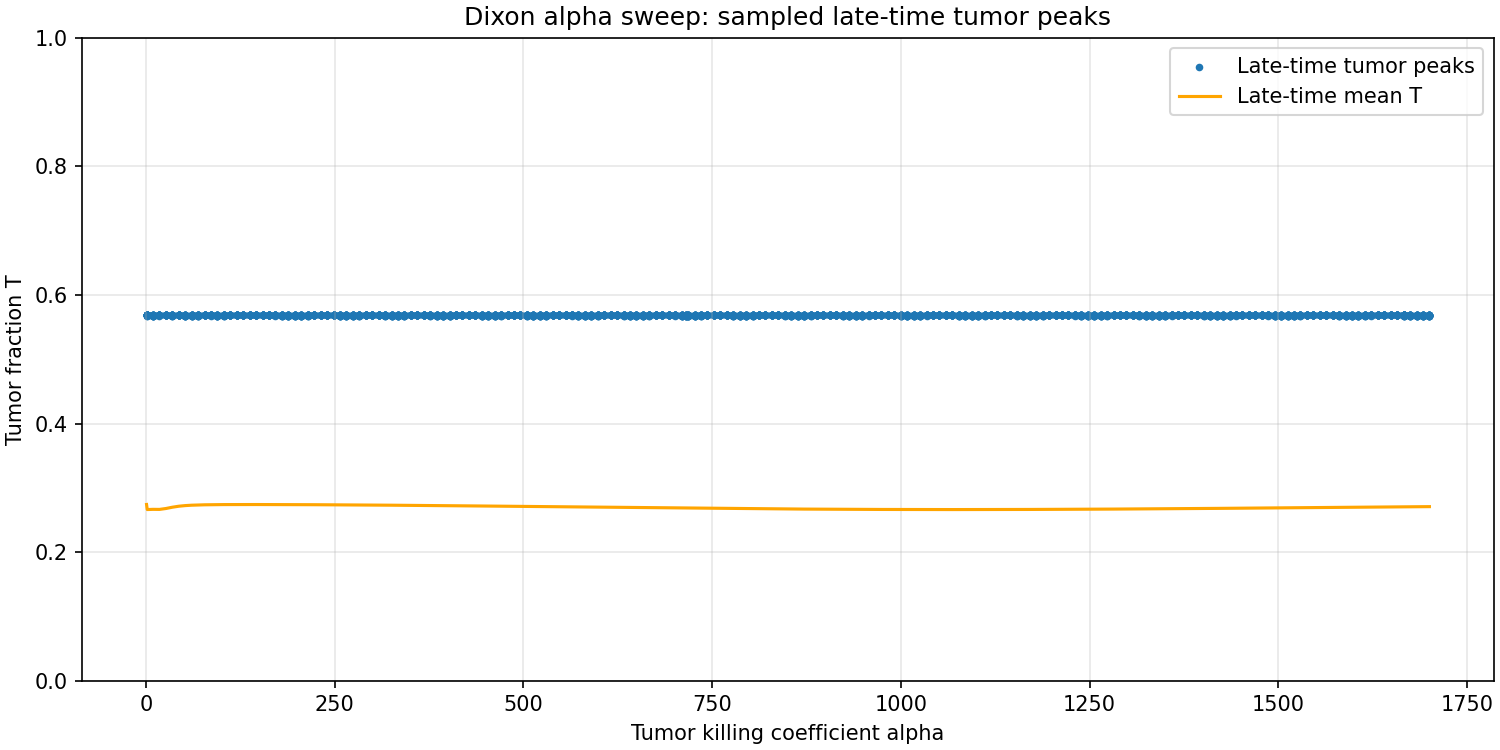 Dixon alpha sweep: sampled late-time tumor peaks
1.0
0.8
0.6
0.4
0.2
0.0
Tumor fraction T
Late-time tumor peaks
Late-time mean T
0 250 500 750 1000 1250 1500 1750
Tumor killing coefficient alpha